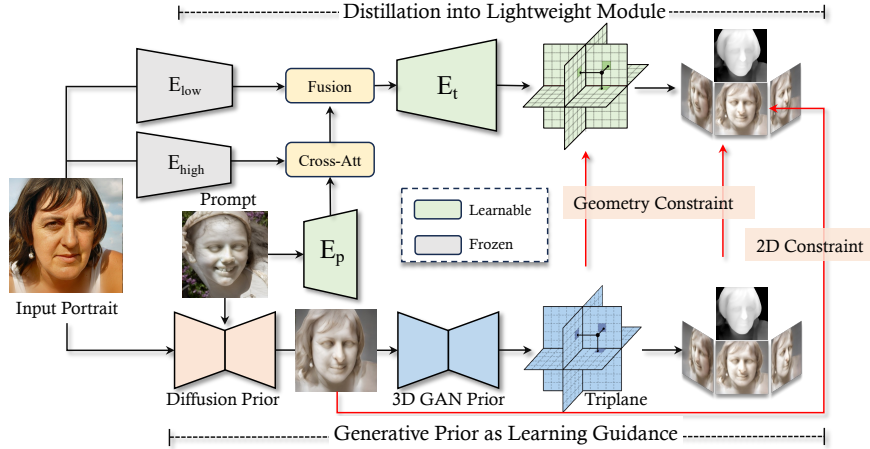 Distillation into Lightweight Module
E_low
Fusion
E_t
E_high
Cross-Att
Prompt
Learnable
Frozen
Geometry Constraint
E_p
2D Constraint
Input Portrait
Diffusion Prior
3D GAN Prior
Triplane
Generative Prior as Learning Guidance